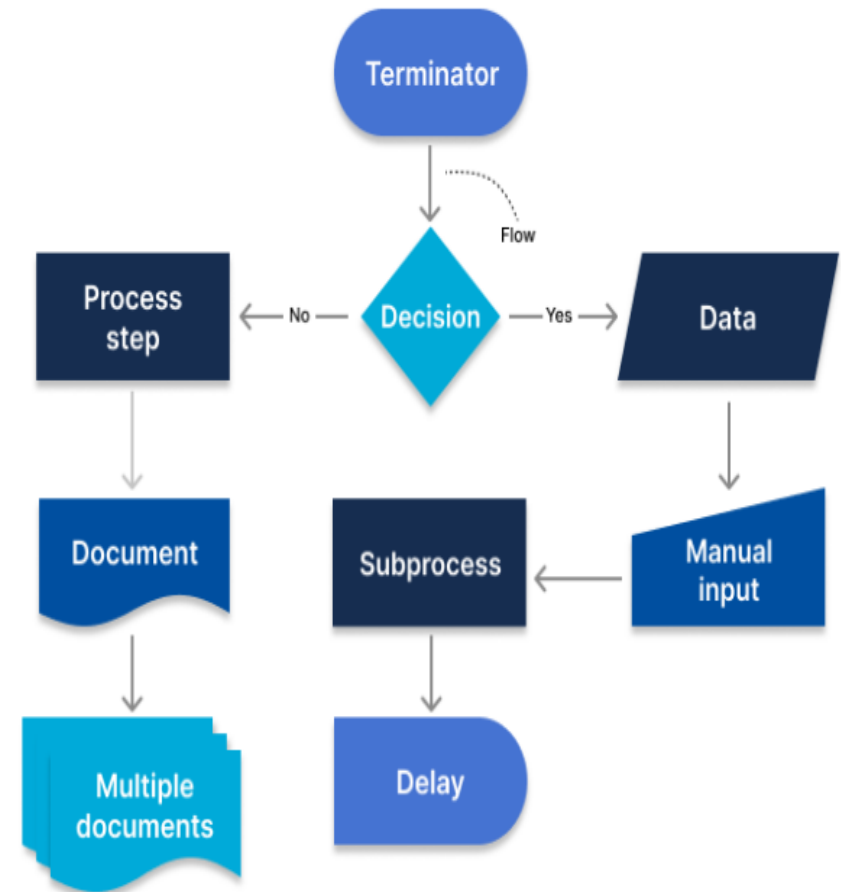 Terminator
Flow
Process
step
No
Decision
Yes
Data
Document
Subprocess
Manual
input
Multiple
documents
Delay